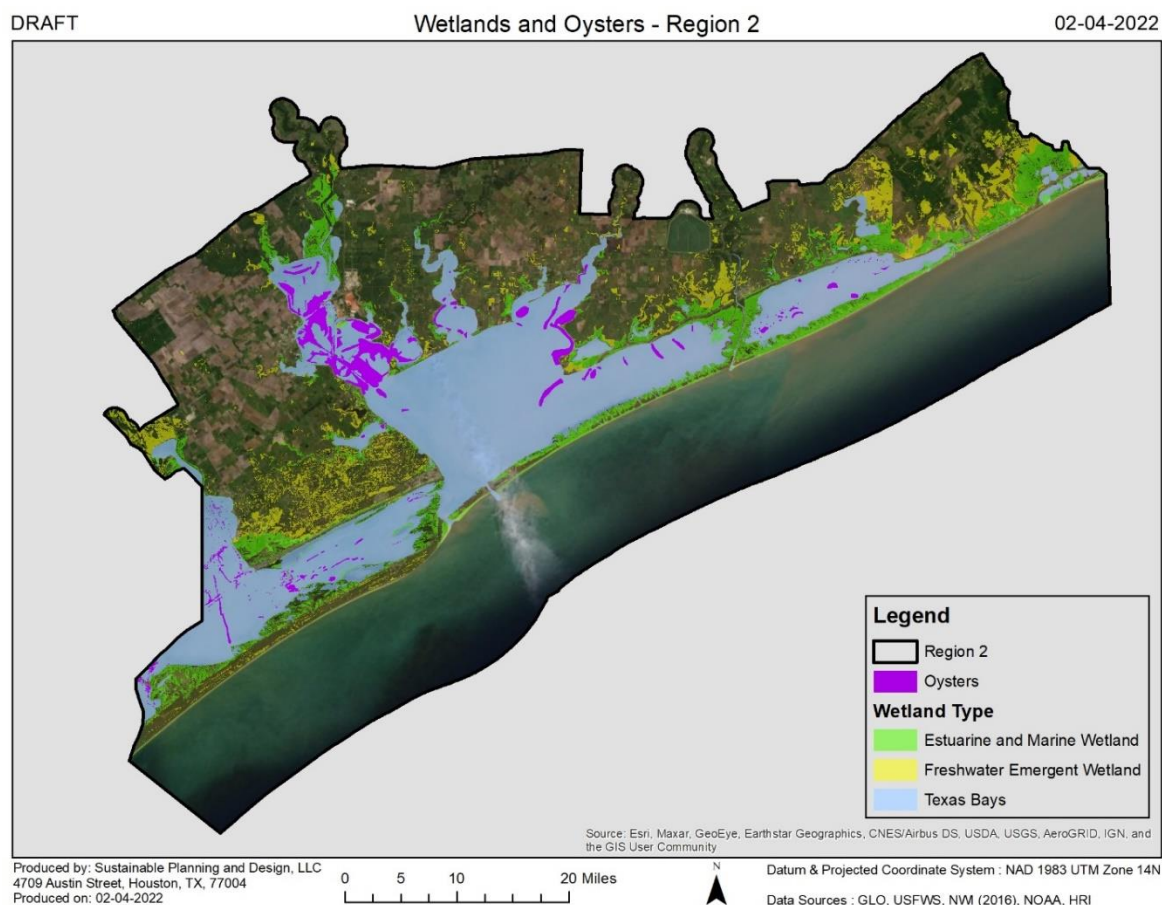 DRAFT
Wetlands and Oysters - Region 2
02-04-2022
Legend
Region 2
Oysters
Wetland Type
Estuarine and Marine Wetland
Freshwater Emergent Wetland
Texas Bays
Source: Esri, Maxar, GeoEye, Earthstar Geographics, CNES/Airbus DS, USDA, USGS, AeroGRID, IGN, and
the GIS User Community
Produced by: Sustainable Planning and Design, LLC
4709 Austin Street, Houston, TX, 77004
Produced on: 02-04-2022
0 5 10 20 Miles
N
Datum & Projected Coordinate System : NAD 1983 UTM Zone 14N
Data Sources : GLO, USFWS, NWI (2016), NOAA, HRI